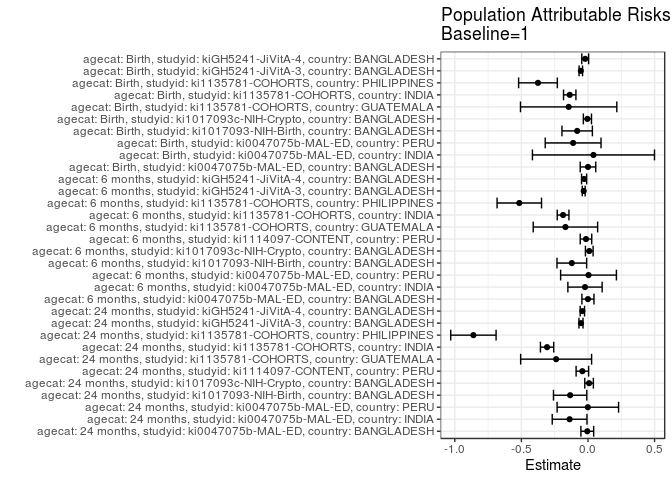 Population Attributable Risks
Baseline=1
agecat: Birth, studyid: kiGH5241-JiVitA-4, country: BANGLADESH
agecat: Birth, studyid: kiGH5241-JiVitA-3, country: BANGLADESH
agecat: Birth, studyid: ki1135781-COHORTS, country: PHILIPPINES
agecat: Birth, studyid: ki1135781-COHORTS, country: INDIA
agecat: Birth, studyid: ki1135781-COHORTS, country: GUATEMALA
agecat: Birth, studyid: ki1017093c-NIH-Crypto, country: BANGLADESH
agecat: Birth, studyid: ki1017093-NIH-Birth, country: BANGLADESH
agecat: Birth, studyid: ki0047075b-MAL-ED, country: PERU
agecat: Birth, studyid: ki0047075b-MAL-ED, country: INDIA
agecat: Birth, studyid: ki0047075b-MAL-ED, country: BANGLADESH
agecat: 6 months, studyid: kiGH5241-JiVitA-4, country: BANGLADESH
agecat: 6 months, studyid: kiGH5241-JiVitA-3, country: BANGLADESH
agecat: 6 months, studyid: ki1135781-COHORTS, country: PHILIPPINES
agecat: 6 months, studyid: ki1135781-COHORTS, country: INDIA
agecat: 6 months, studyid: ki1135781-COHORTS, country: GUATEMALA
agecat: 6 months, studyid: ki1114097-CONTENT, country: PERU
agecat: 6 months, studyid: ki1017093c-NIH-Crypto, country: BANGLADESH
agecat: 6 months, studyid: ki1017093-NIH-Birth, country: BANGLADESH
agecat: 6 months, studyid: ki0047075b-MAL-ED, country: PERU
agecat: 6 months, studyid: ki0047075b-MAL-ED, country: INDIA
agecat: 6 months, studyid: ki0047075b-MAL-ED, country: BANGLADESH
agecat: 24 months, studyid: kiGH5241-JiVitA-4, country: BANGLADESH
agecat: 24 months, studyid: kiGH5241-JiVitA-3, country: BANGLADESH
agecat: 24 months, studyid: ki1135781-COHORTS, country: PHILIPPINES
agecat: 24 months, studyid: ki1135781-COHORTS, country: INDIA
agecat: 24 months, studyid: ki1135781-COHORTS, country: GUATEMALA
agecat: 24 months, studyid: ki1114097-CONTENT, country: PERU
agecat: 24 months, studyid: ki1017093c-NIH-Crypto, country: BANGLADESH
agecat: 24 months, studyid: ki1017093-NIH-Birth, country: BANGLADESH
agecat: 24 months, studyid: ki0047075b-MAL-ED, country: PERU
agecat: 24 months, studyid: ki0047075b-MAL-ED, country: INDIA
agecat: 24 months, studyid: ki0047075b-MAL-ED, country: BANGLADESH
-1.0 -0.5 0.0 0.5
Estimate